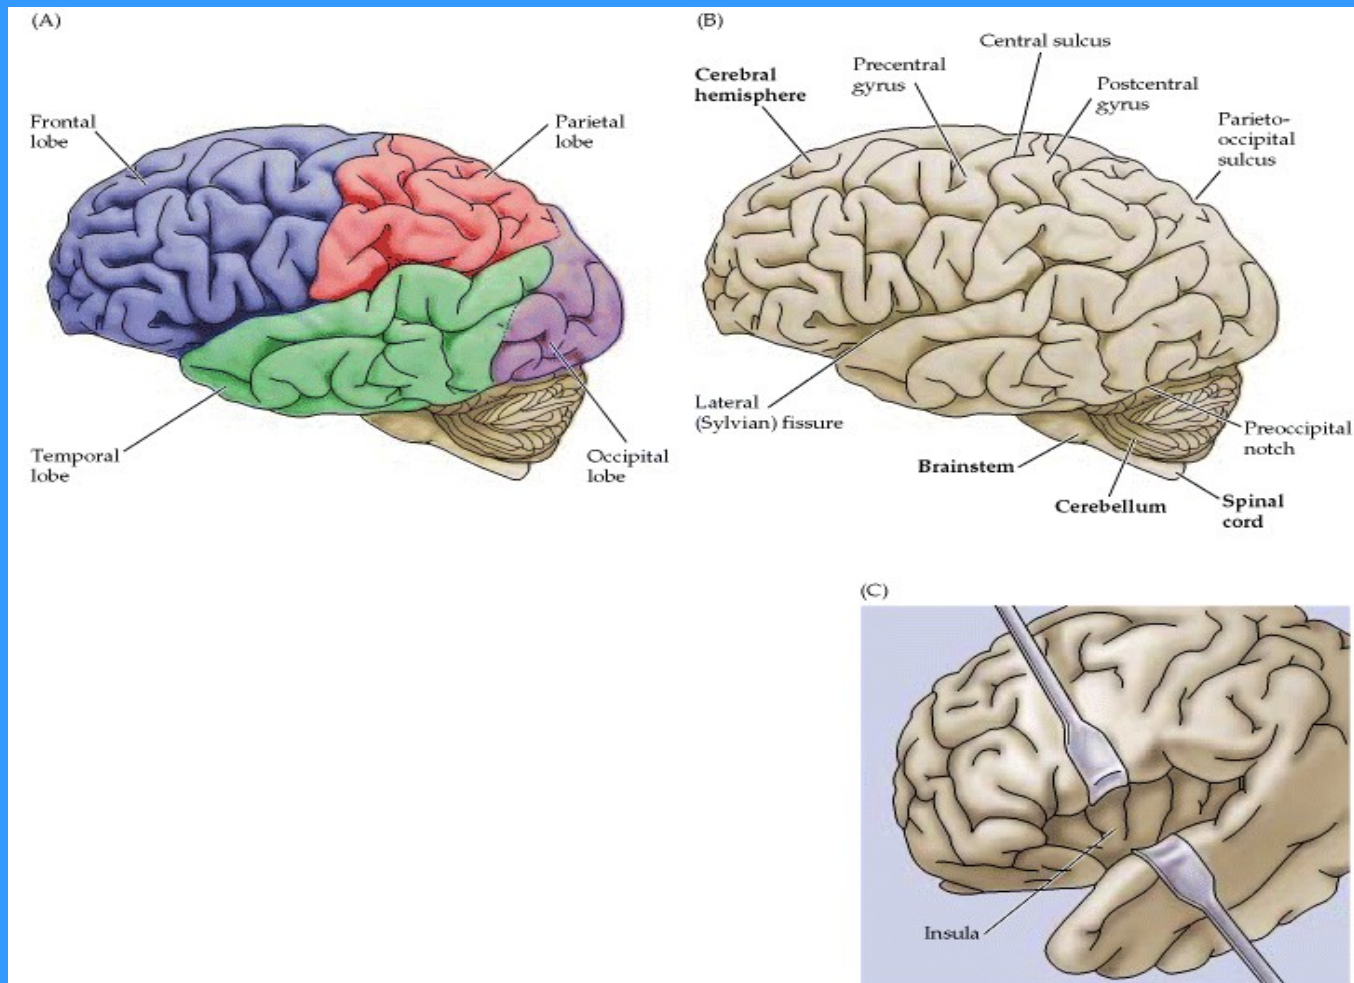 (A)
Frontal
lobe
Parietal
lobe
Temporal
lobe
Occipital
lobe
(B)
Cerebral
hemisphere
Precentral
gyrus
Central sulcus
Postcentral
gyrus
Parieto-
occipital
sulcus
Lateral
(Sylvian) fissure
Brainstem
Cerebellum
Spinal
cord
Preoccipital
notch
(C)
Insula